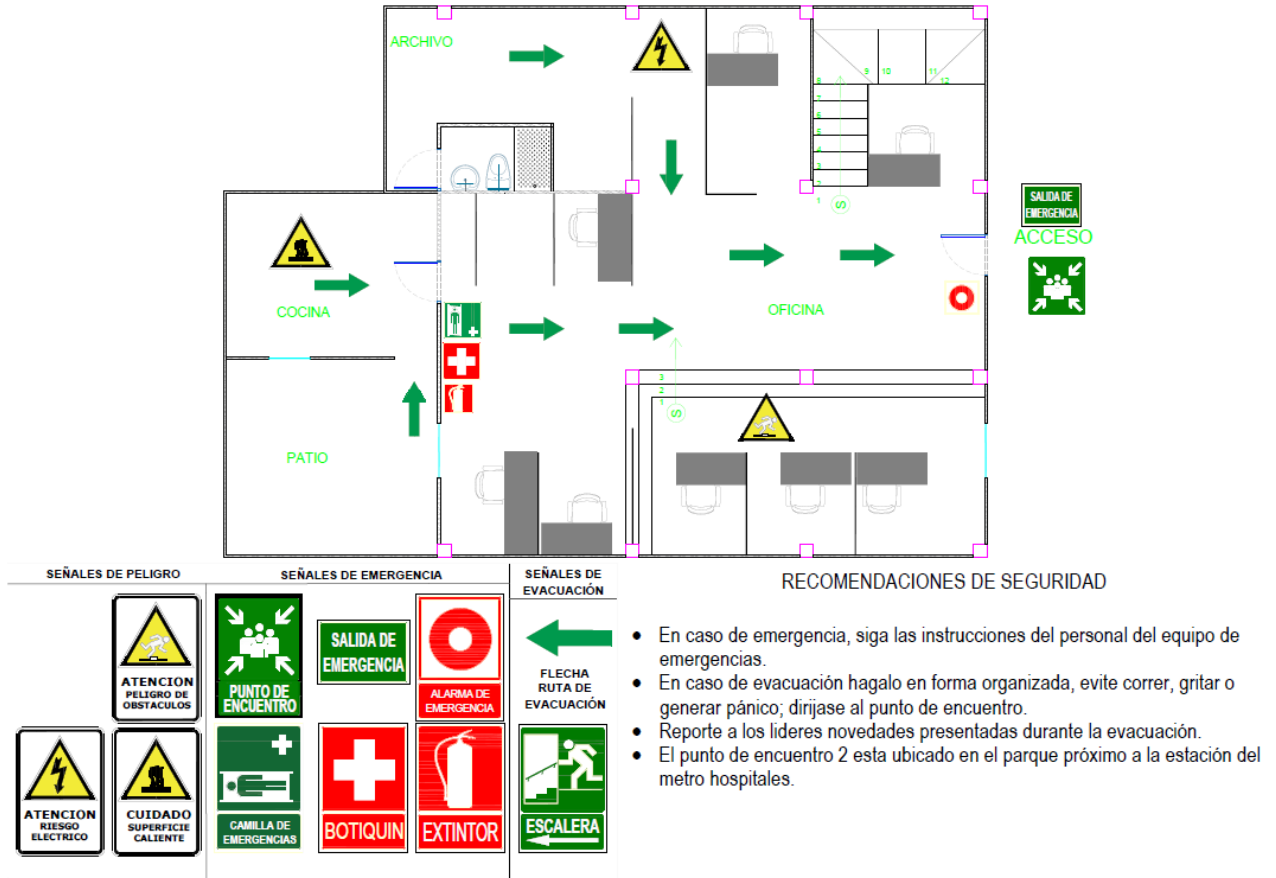 ARCHIVO
9 10 11
12
8
7
6
5
4
3
2
1
S
SALIDA DE
EMERGENCIA
ACCESO
COCINA
OFICINA
3
2
1
S
PATIO
SEÑALES DE PELIGRO
ATENCION
PELIGRO DE
OBSTACULOS
ATENCION
RIESGO
ELECTRICO
CUIDADO
SUPERFICIE
CALIENTE
SEÑALES DE EMERGENCIA
PUNTO DE
ENCUENTRO
SALIDA DE
EMERGENCIA
ALARMA DE
EMERGENCIA
CAMILLA DE
EMERGENCIAS
BOTIQUIN
EXTINTOR
SEÑALES DE
EVACUACIÓN
FLECHA
RUTA DE
EVACUACIÓN
ESCALERA
RECOMENDACIONES DE SEGURIDAD
• En caso de emergencia, siga las instrucciones del personal del equipo de
emergencias.
• En caso de evacuación hagalo en forma organizada, evite correr, gritar o
generar pánico; dirijase al punto de encuentro.
• Reporte a los lideres novedades presentadas durante la evacuación.
• El punto de encuentro 2 esta ubicado en el parque próximo a la estación del
metro hospitales.